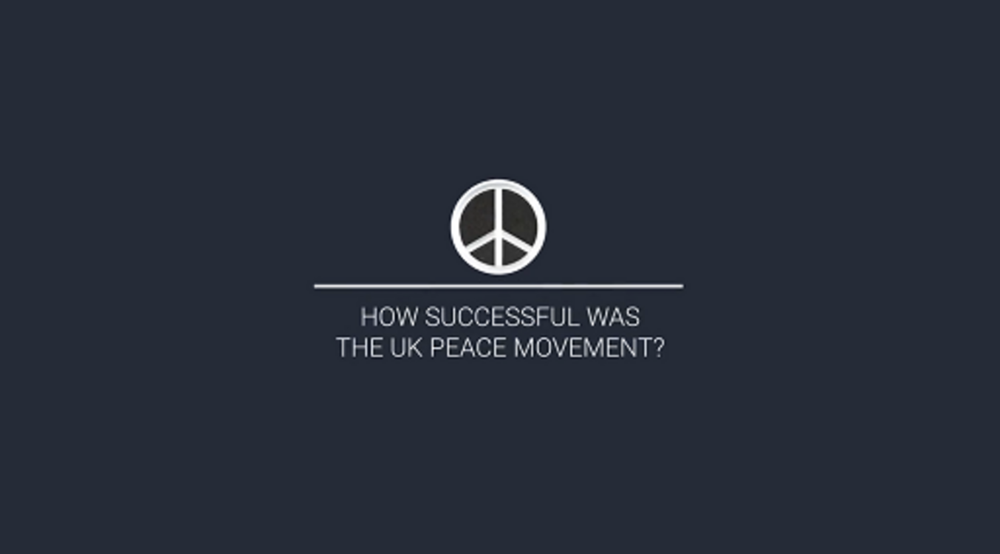 HOW SUCCESSFUL WAS
THE UK PEACE MOVEMENT?